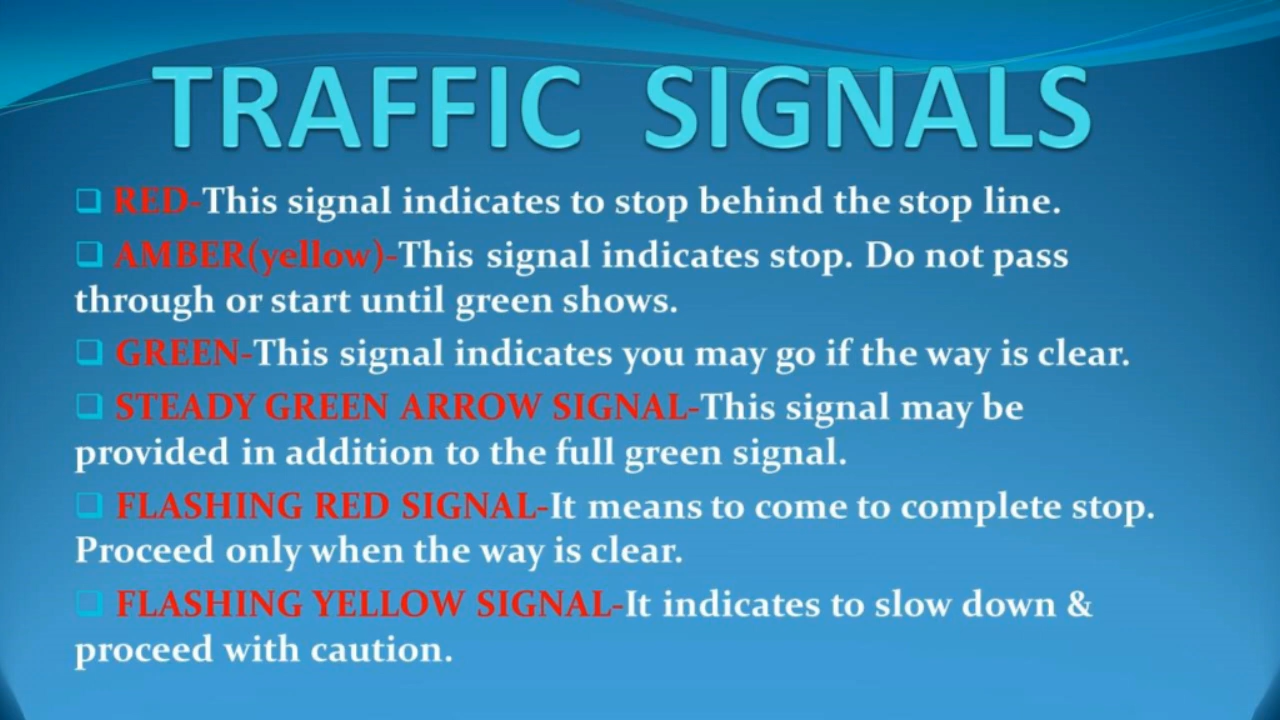 TRAFFIC SIGNALS
RED-This signal indicates to stop behind the stop line.
AMBER(yellow)-This signal indicates stop. Do not pass
through or start until green shows.
GREEN-This signal indicates you may go if the way is clear.
STEADY GREEN ARROW SIGNAL-This signal may be
provided in addition to the full green signal.
FLASHING RED SIGNAL-It means to come to complete stop.
Proceed only when the way is clear.
FLASHING YELLOW SIGNAL-It indicates to slow down &
proceed with caution.